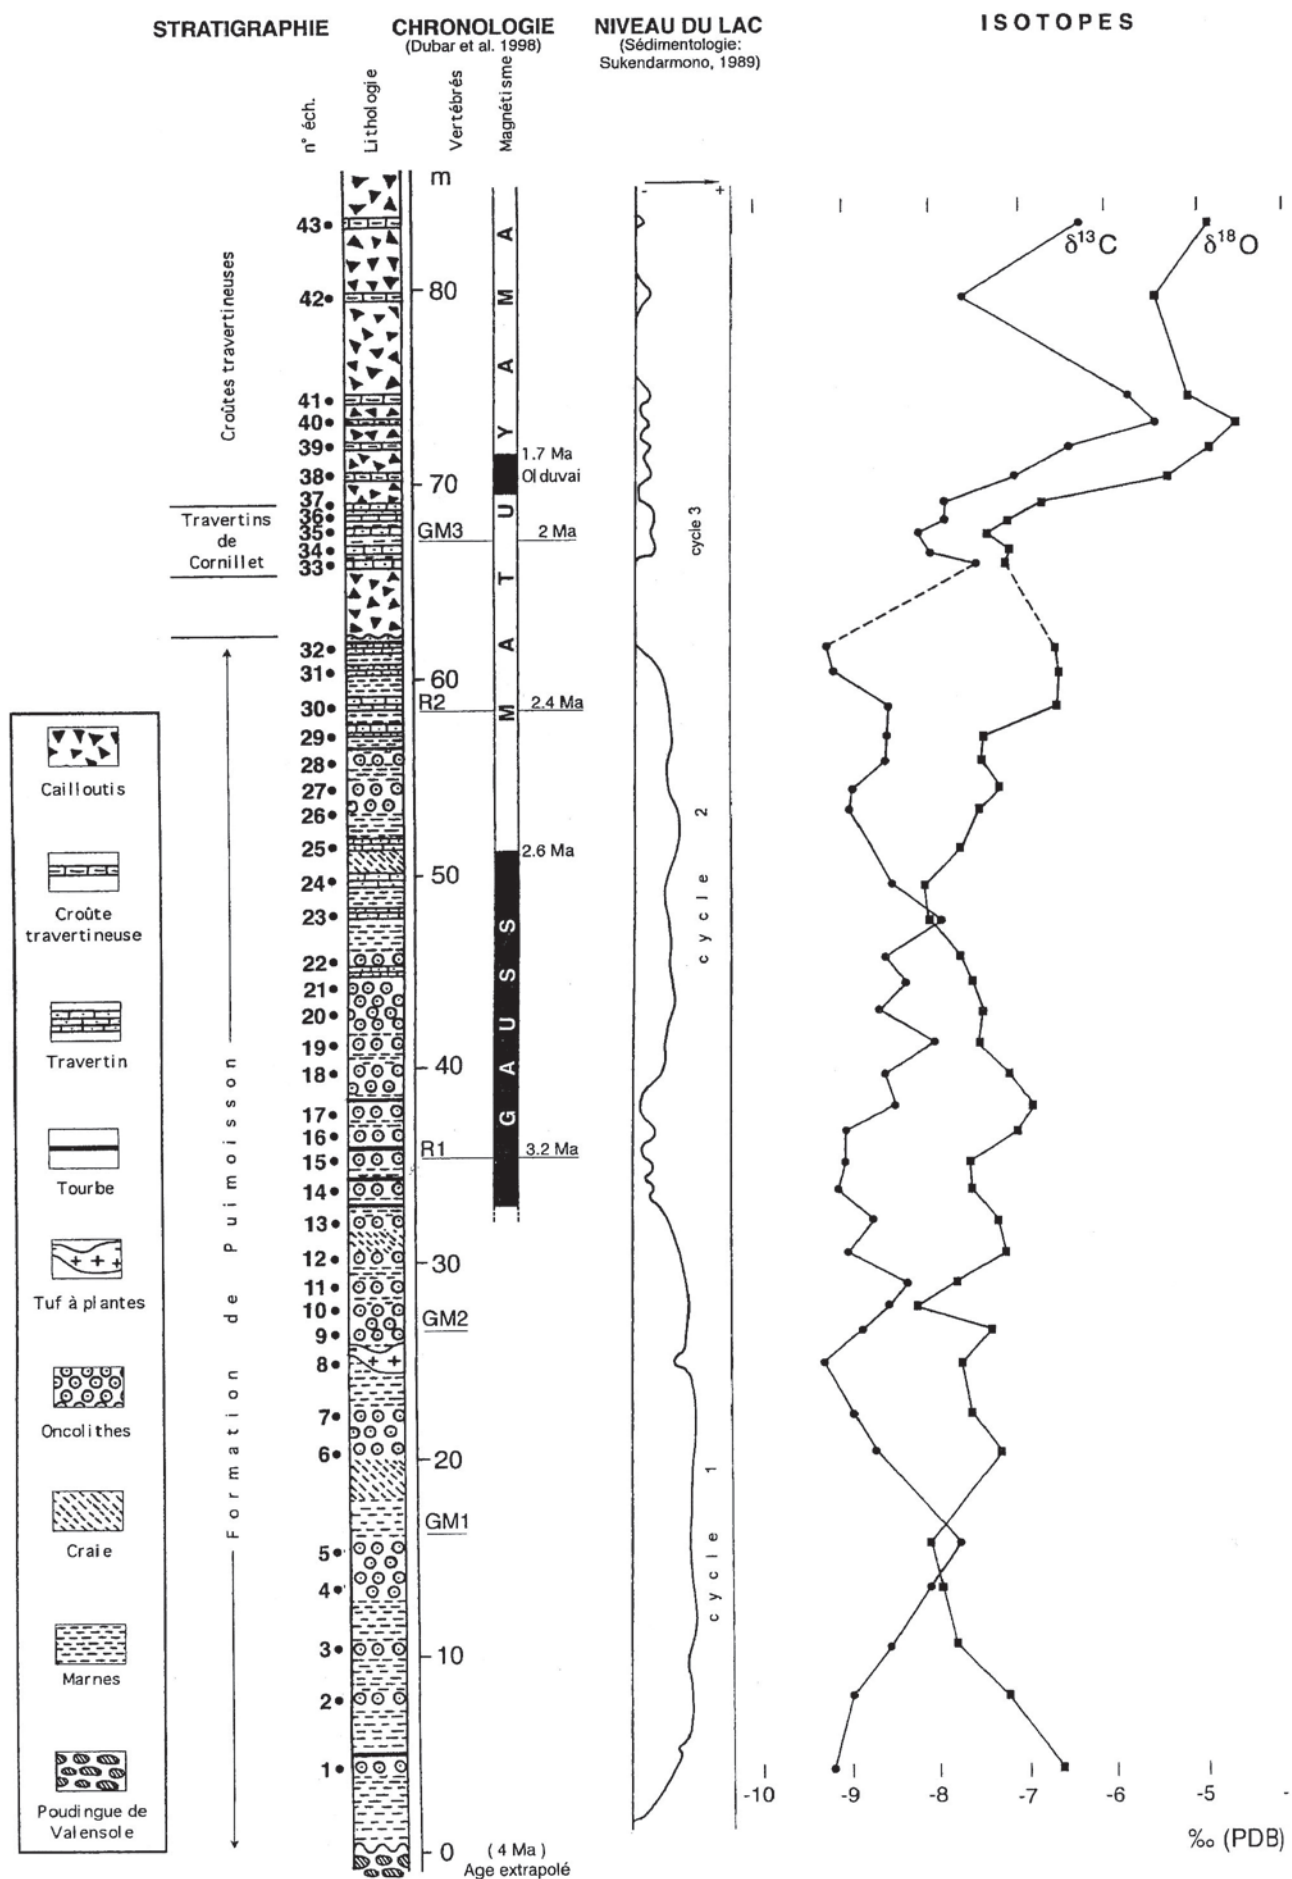 STRATIGRAPHIE
CHRONOLOGIE
(Dubar et al. 1998)
NIVEAU DU LAC
(Sédimentologie:
Sukendarmono, 1989)
ISOTOPES
n° éch.
Lithologie
Vertébrés
Magnétisme
m
- +
δ13C
δ18O
Croûtes travertineuses
Travertins
de
Cornillet
Formation de Puimoisson
43
42
41
40
39
38
37
36
35
34
33
32
31
30
29
28
27
26
25
24
23
22
21
20
19
18
17
16
15
14
13
12
11
10
9
8
7
6
5
4
3
2
1
80
70
60
50
40
30
20
10
0
GM3
R2
R1
GM2
GM1
MATUYAMA
GAUSS
1.7 Ma
Olduvai
2 Ma
2.4 Ma
2.6 Ma
3.2 Ma
(4 Ma)
Age extrapolé
cycle 3
cycle 2
cycle 1
Cailloutis
Croûte
travertineuse
Travertin
Tourbe
Tuf à plantes
Oncolithes
Craie
Marnes
Poudingue de
Valensole
-10 -9 -8 -7 -6 -5 -
‰ (PDB)